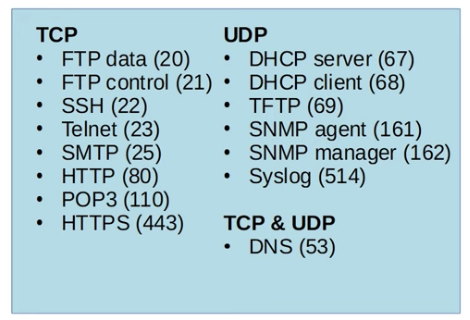 TCP
• FTP data (20)
• FTP control (21)
• SSH (22)
• Telnet (23)
• SMTP (25)
• HTTP (80)
• POP3 (110)
• HTTPS (443)
UDP
• DHCP server (67)
• DHCP client (68)
• TFTP (69)
• SNMP agent (161)
• SNMP manager (162)
• Syslog (514)
TCP & UDP
• DNS (53)